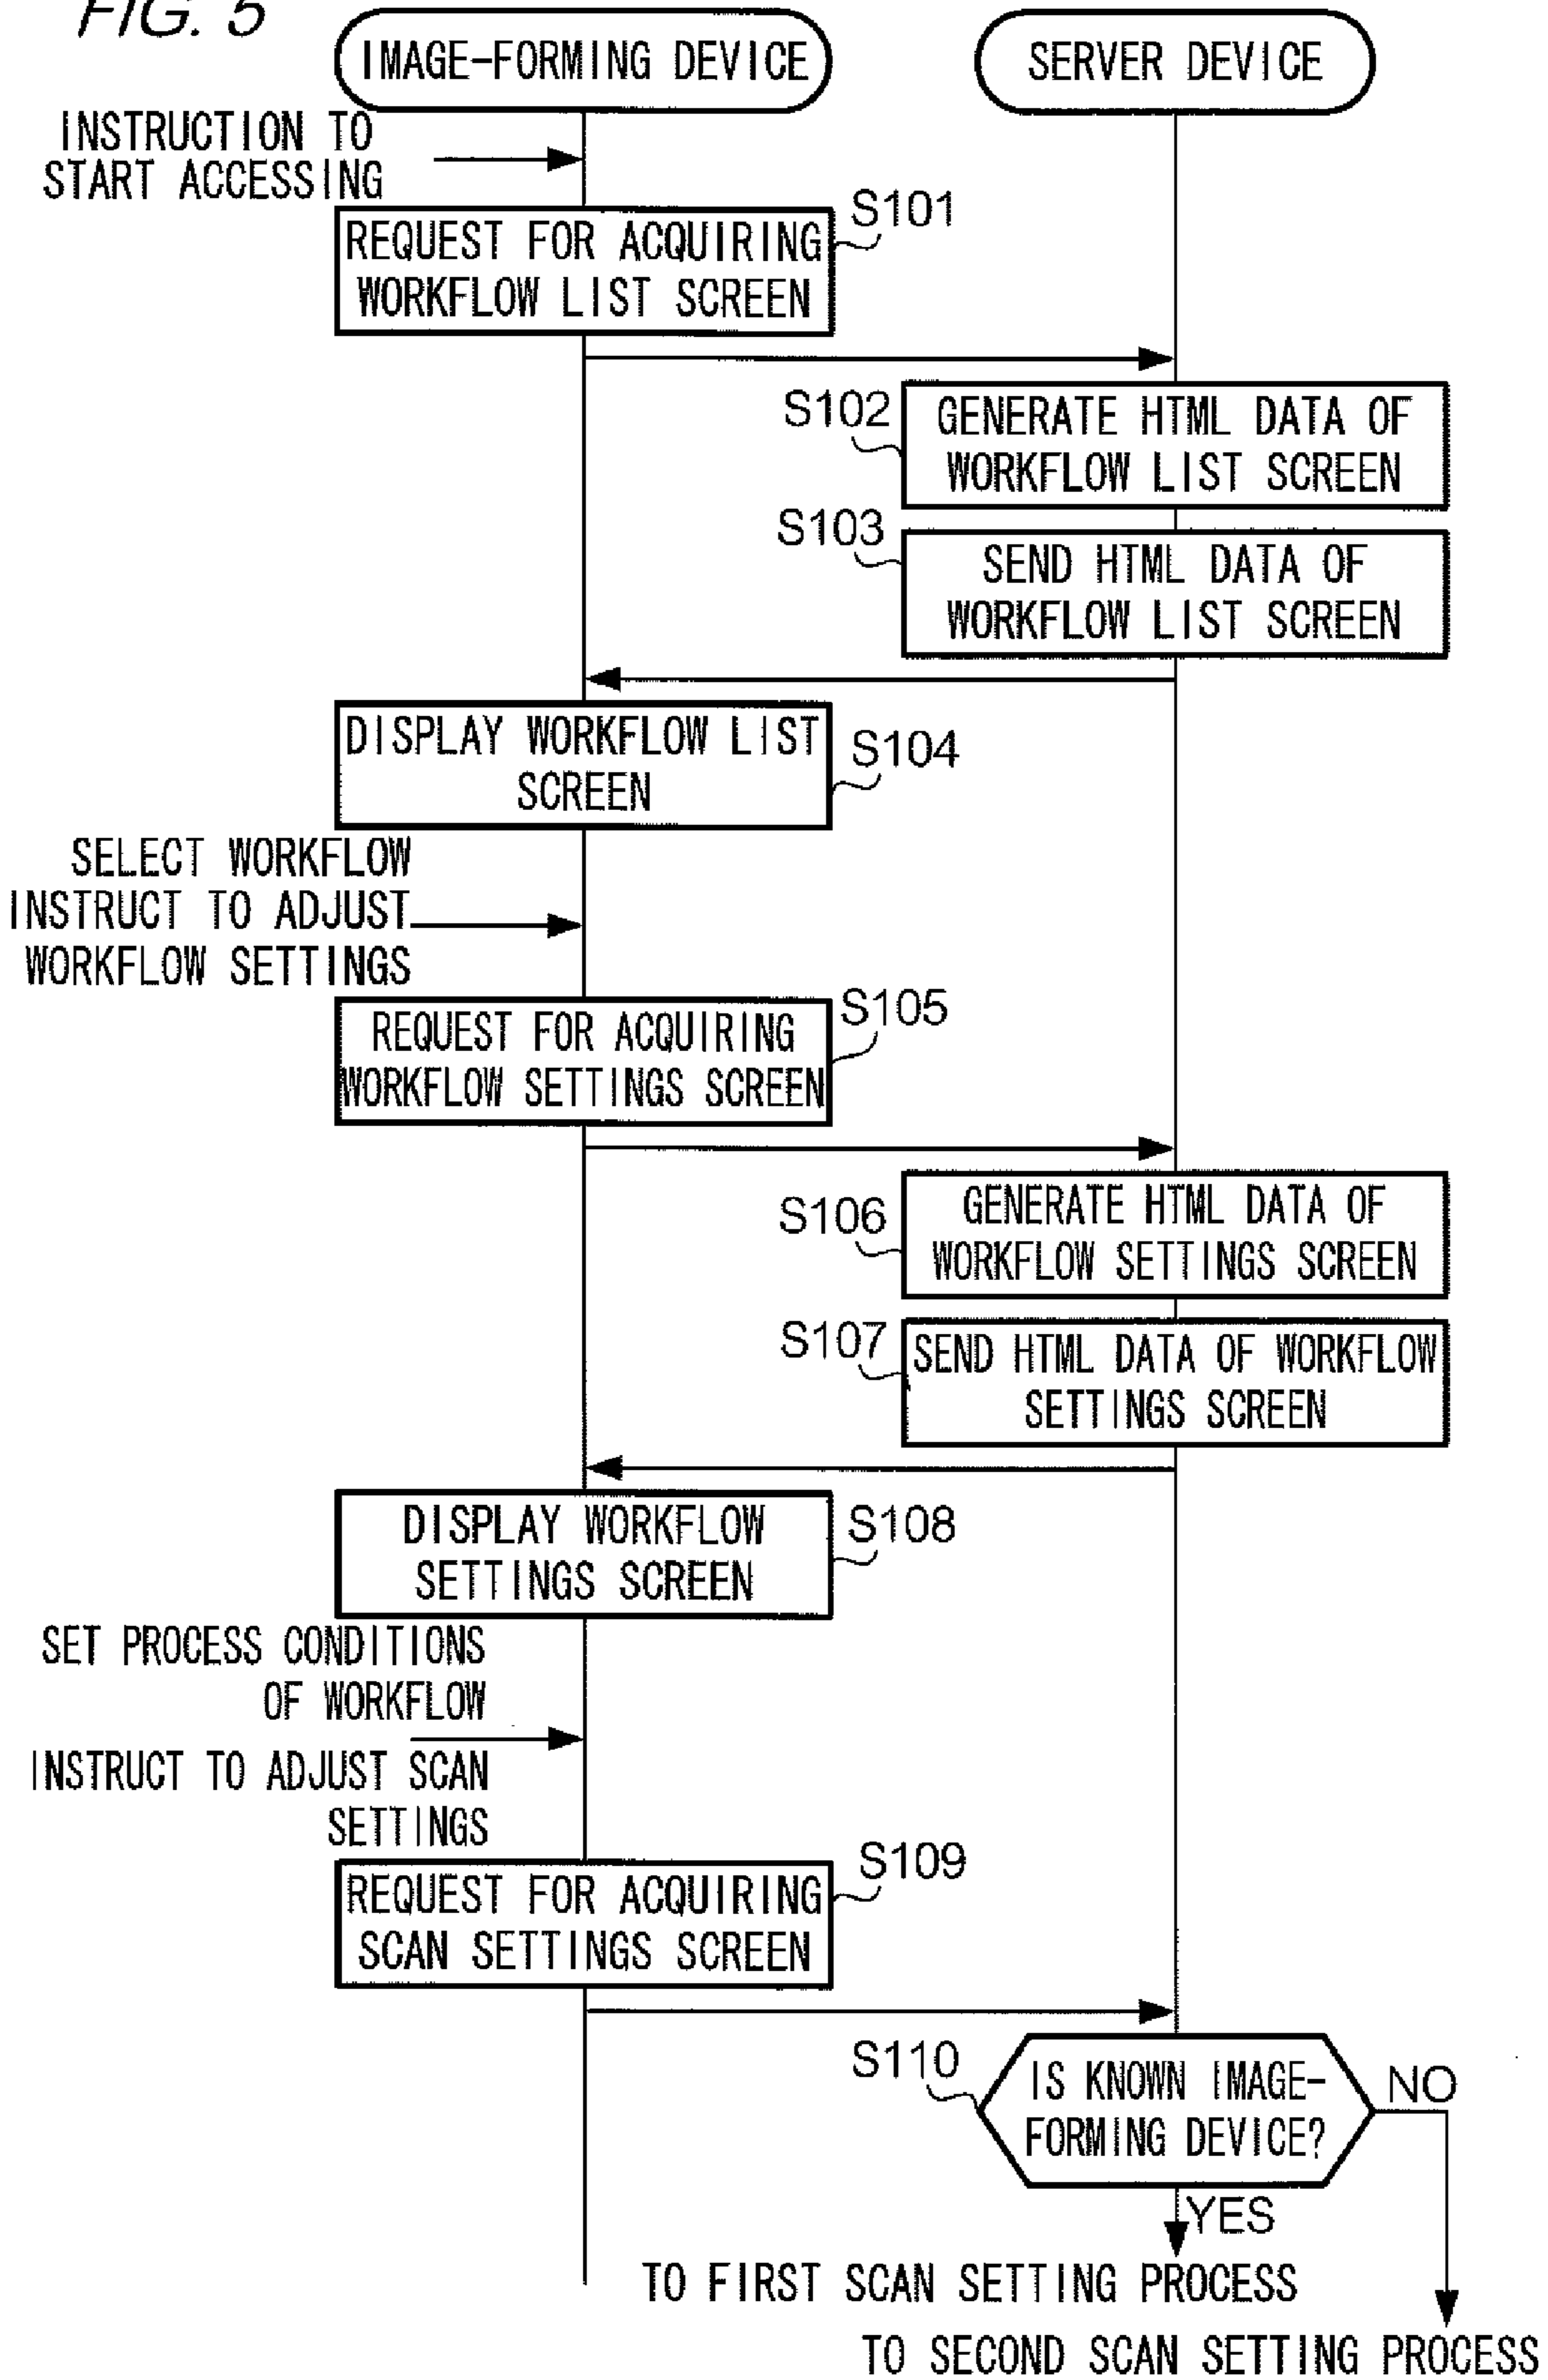 FIG. 5
IMAGE-FORMING DEVICE
SERVER DEVICE
INSTRUCTION TO
START ACCESSING
S101
REQUEST FOR ACQUIRING
WORKFLOW LIST SCREEN
S102
GENERATE HTML DATA OF
WORKFLOW LIST SCREEN
S103
SEND HTML DATA OF
WORKFLOW LIST SCREEN
DISPLAY WORKFLOW LIST
SCREEN
S104
SELECT WORKFLOW
INSTRUCT TO ADJUST
WORKFLOW SETTINGS
S105
REQUEST FOR ACQUIRING
WORKFLOW SETTINGS SCREEN
S106
GENERATE HTML DATA OF
WORKFLOW SETTINGS SCREEN
S107
SEND HTML DATA OF WORKFLOW
SETTINGS SCREEN
DISPLAY WORKFLOW
SETTINGS SCREEN
S108
SET PROCESS CONDITIONS
OF WORKFLOW
INSTRUCT TO ADJUST SCAN
SETTINGS
S109
REQUEST FOR ACQUIRING
SCAN SETTINGS SCREEN
S110
IS KNOWN IMAGE-
FORMING DEVICE?
NO
YES
TO FIRST SCAN SETTING PROCESS
TO SECOND SCAN SETTING PROCESS